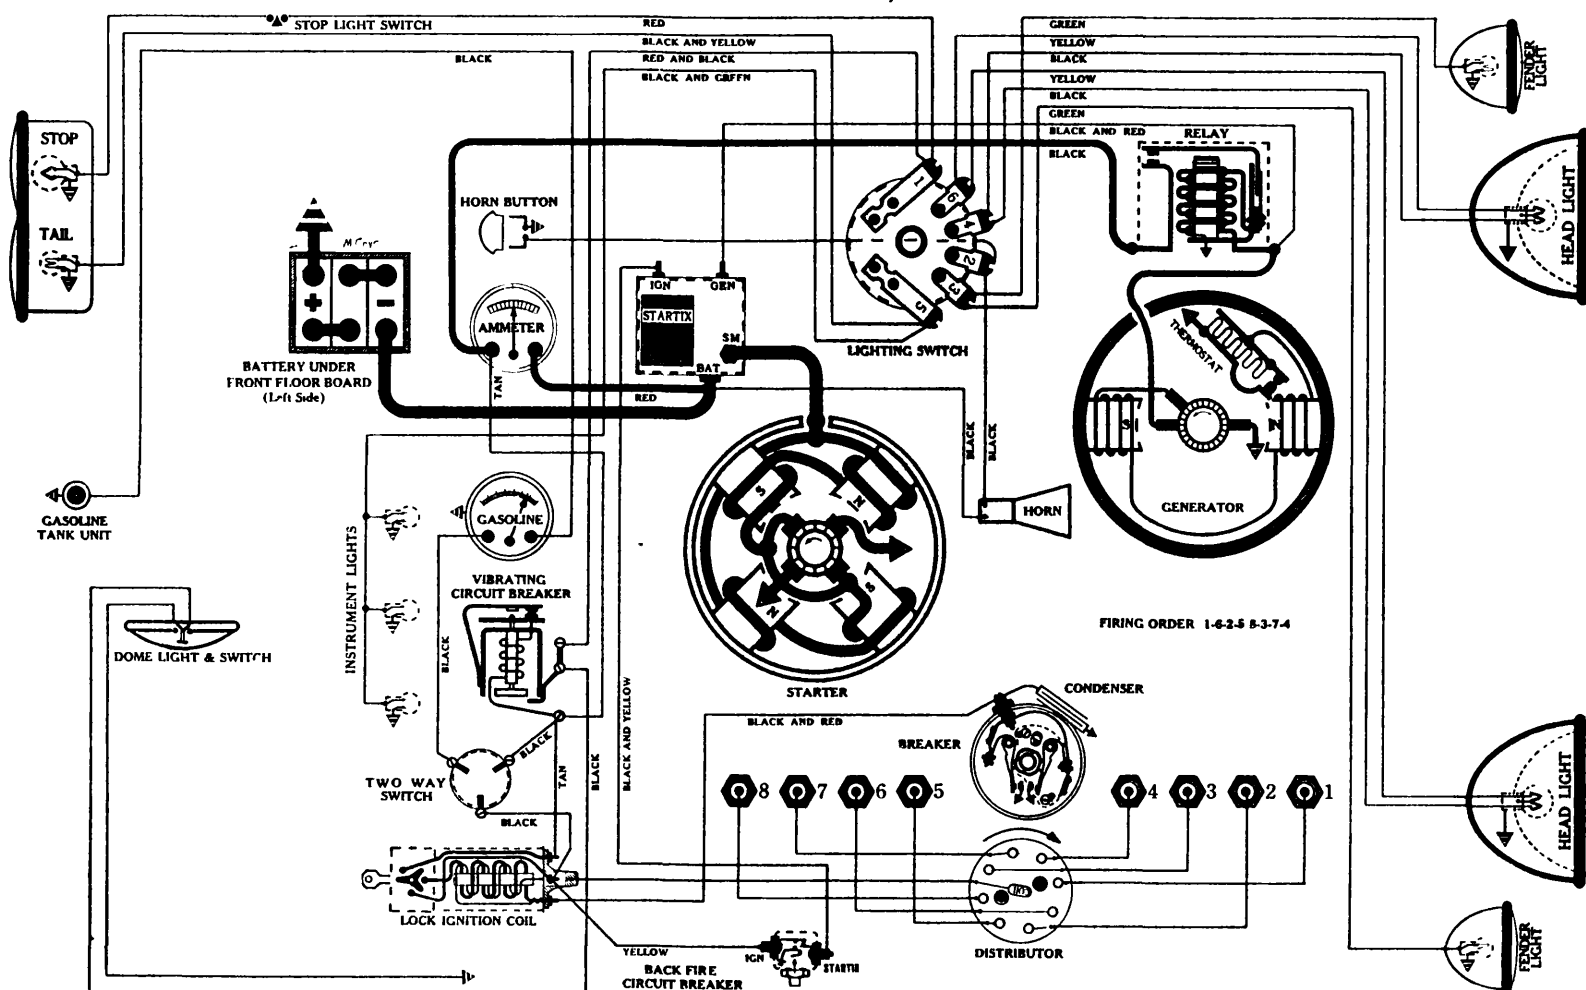 STOP LIGHT SWITCH
BLACK
RED
BLACK AND YELLOW
RED AND BLACK
BLACK AND GREEN
GREEN
YELLOW
BLACK
YELLOW
BLACK
GREEN
BLACK AND RED
BLACK
RELAY
FENDER
LIGHT
HEAD LIGHT
STOP
TAIL
HORN BUTTON
1
6
4
2
3
5
LIGHTING SWITCH
+
−
BATTERY UNDER
FRONT FLOOR BOARD
(Left Side)
AMMETER
TAN
IGN
GEN
STARTIX
SM
BAT
RED
THERMOSTAT
S
N
GENERATOR
BLACK
BLACK
HORN
GASOLINE
TANK UNIT
GASOLINE
INSTRUMENT LIGHTS
VIBRATING
CIRCUIT BREAKER
S
N
N
S
STARTER
FIRING ORDER 1-6-2-5 8-3-7-4
DOME LIGHT & SWITCH
BLACK
BLACK
TAN
BLACK
BLACK AND YELLOW
BLACK AND RED
CONDENSER
BREAKER
TWO WAY
SWITCH
BLACK
8
7
6
5
4
3
2
1
HEAD LIGHT
LOCK IGNITION COIL
DISTRIBUTOR
YELLOW
IGN
BACK FIRE
CIRCUIT BREAKER
FENDER
LIGHT